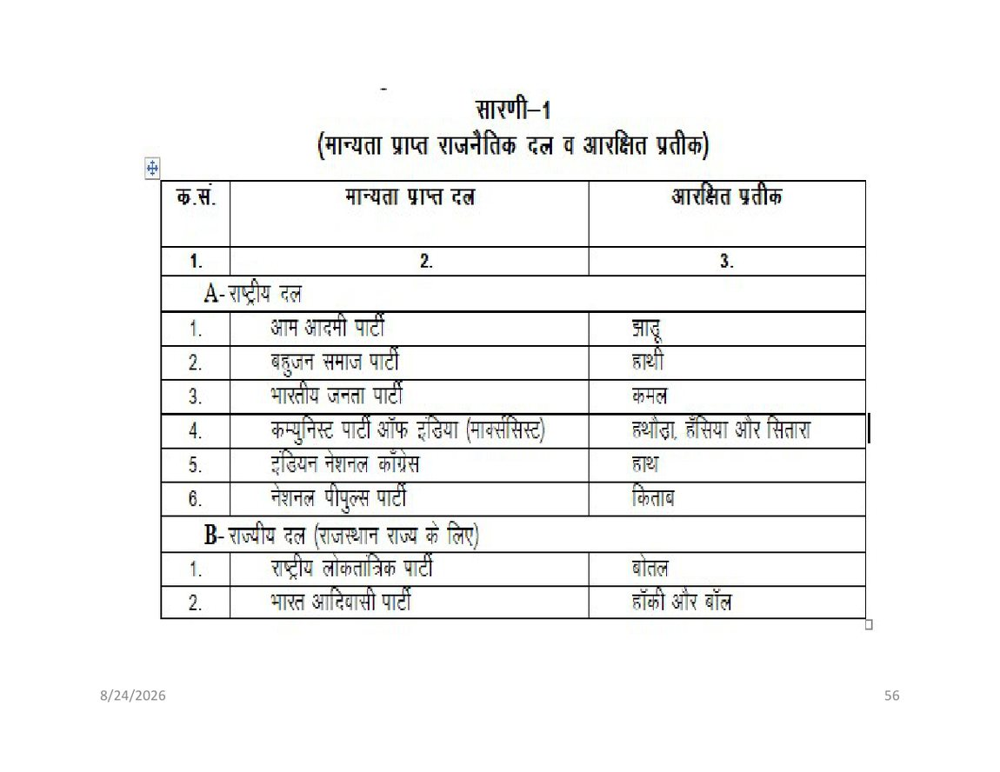 सारणी–1
(मान्यता प्राप्त राजनैतिक दल व आरक्षित प्रतीक)
क.सं. मान्यता प्राप्त दल आरक्षित प्रतीक
1. 2. 3.
A- राष्ट्रीय दल
1. आम आदमी पार्टी झाडू
2. बहुजन समाज पार्टी हाथी
3. भारतीय जनता पार्टी कमल
4. कम्युनिस्ट पार्टी ऑफ इंडिया (मार्क्ससिस्ट) हथौड़ा, हँसिया और सितारा
5. इंडियन नेशनल काँग्रेस हाथ
6. नेशनल पीपुल्स पार्टी किताब
B- राज्यीय दल (राजस्थान राज्य के लिए)
1. राष्ट्रीय लोकतांत्रिक पार्टी बोतल
2. भारत आदिवासी पार्टी हॉकी और बॉल
8/24/2026 56